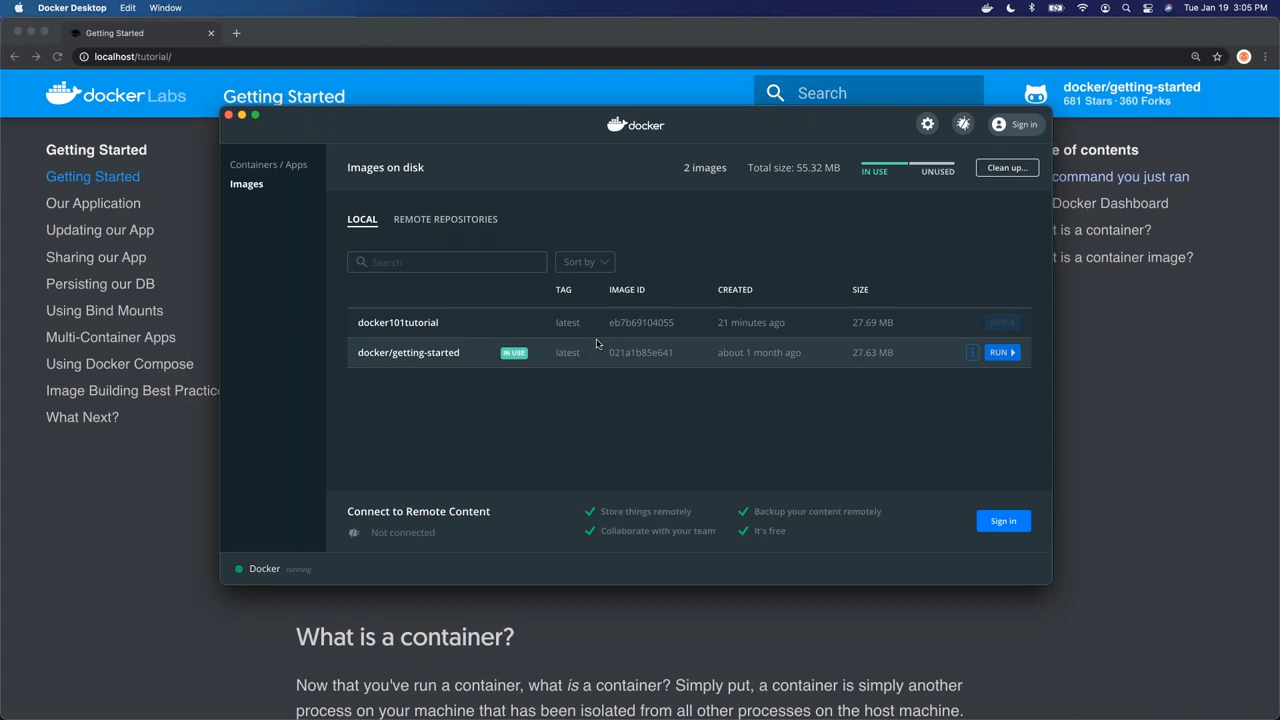 Docker Desktop Edit Window Tue Jan 19 3:05 PM
Getting Started
localhost/tutorial/
docker Labs Getting Started Search docker/getting-started
681 Stars · 360 Forks
Getting Started
Getting Started
Our Application
Updating our App
Sharing our App
Persisting our DB
Using Bind Mounts
Multi-Container Apps
Using Docker Compose
Image Building Best Practice
What Next?
docker Sign in
Containers / Apps
Images
Images on disk 2 images Total size: 55.32 MB IN USE UNUSED Clean up...
LOCAL REMOTE REPOSITORIES
Search Sort by
TAG IMAGE ID CREATED SIZE
docker101tutorial latest eb7b69104055 21 minutes ago 27.69 MB RUN
docker/getting-started IN USE latest 021a1b85e641 about 1 month ago 27.63 MB RUN
Connect to Remote Content
Not connected
Store things remotely Backup your content remotely
Collaborate with your team It's free
Sign in
Docker running
e of contents
command you just ran
Docker Dashboard
t is a container?
t is a container image?
What is a container?
Now that you've run a container, what is a container? Simply put, a container is simply another
process on your machine that has been isolated from all other processes on the host machine.